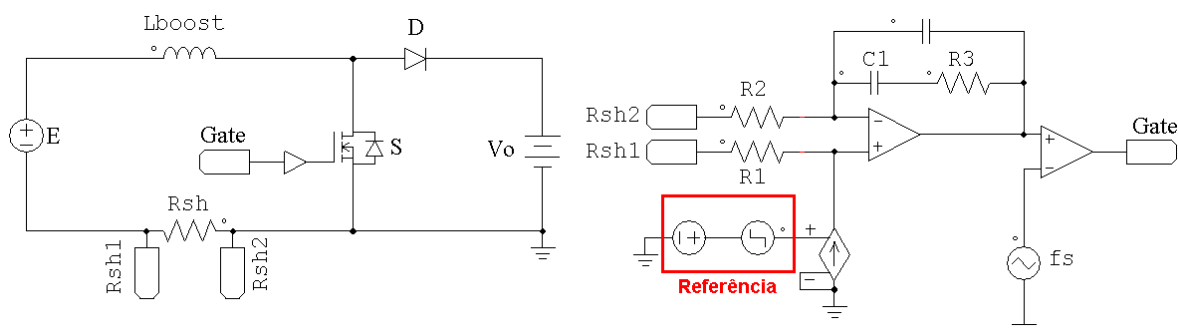 Lboost
D
E
Gate
S
Vo
Rsh
Rsh1
Rsh2
C1
R3
R2
Rsh2
Rsh1
R1
Gate
fs
Referência